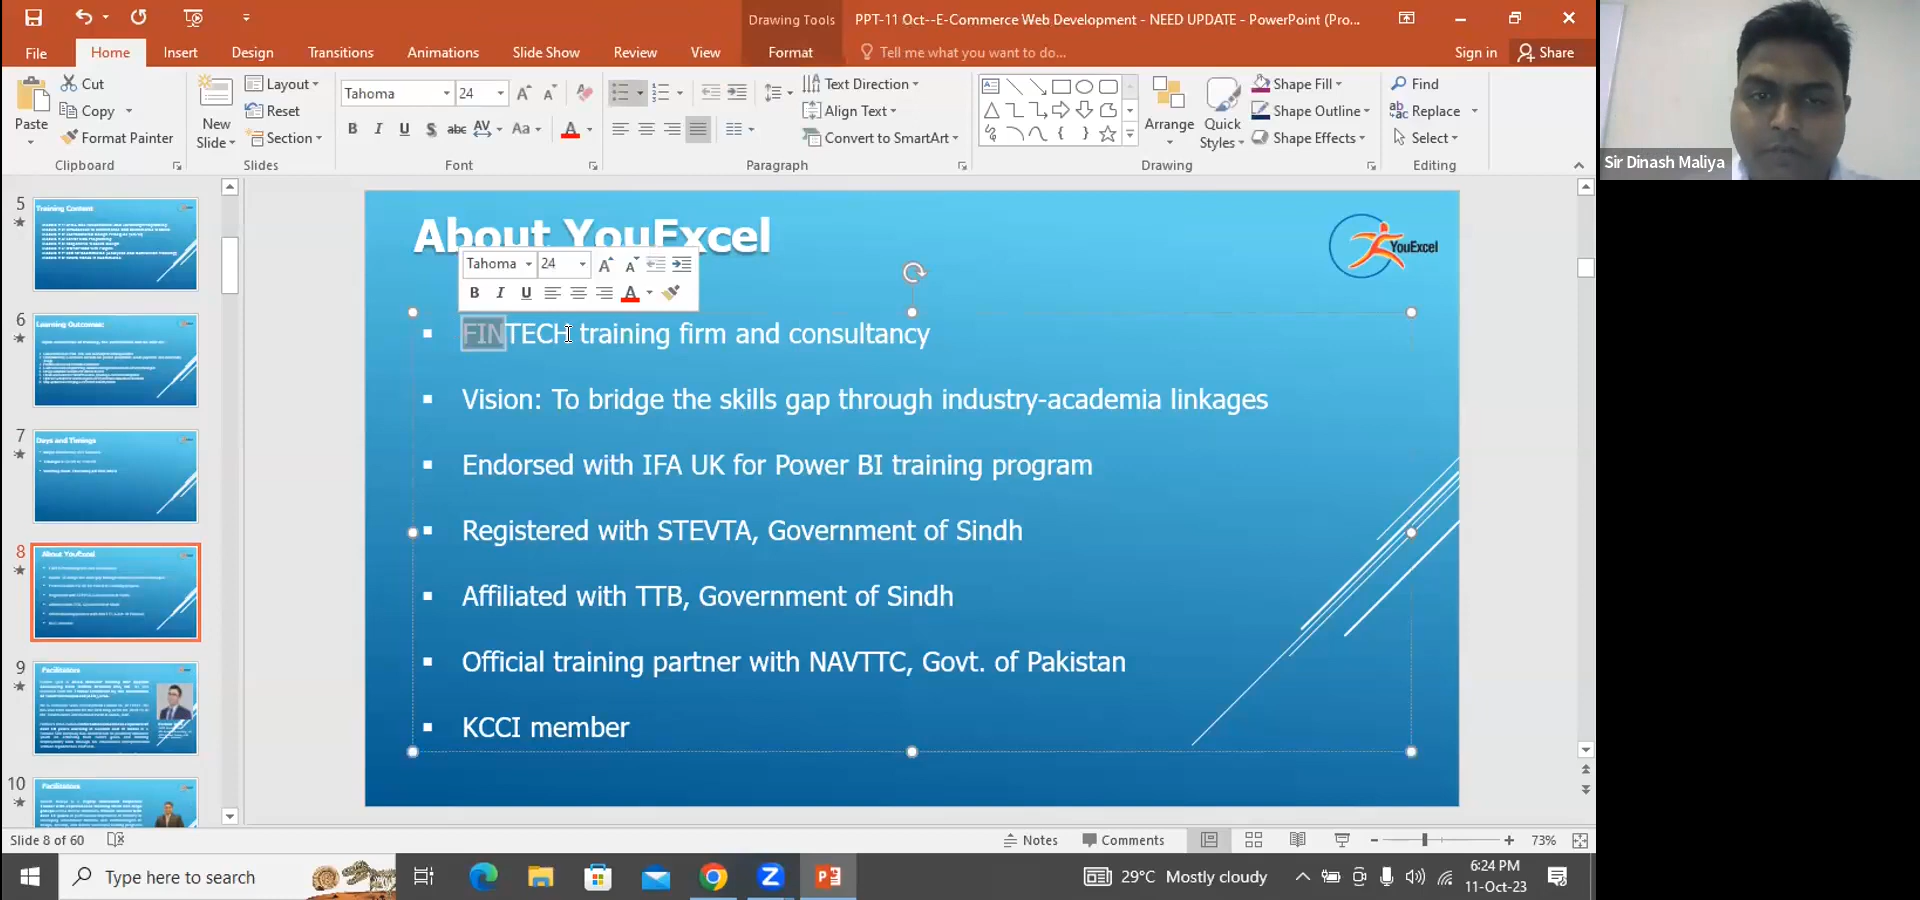 Drawing Tools
PPT-11 Oct--E-Commerce Web Development - NEED UPDATE - PowerPoint (Pro...
File
Home
Insert
Design
Transitions
Animations
Slide Show
Review
View
Format
Tell me what you want to do...
Sign in
Share
Paste
Cut
Copy
Format Painter
Clipboard
New Slide
Layout
Reset
Section
Slides
Tahoma
24
B I U S abc AV Aa A
Font
Text Direction
Align Text
Convert to SmartArt
Paragraph
Arrange
Quick Styles
Shape Fill
Shape Outline
Shape Effects
Drawing
Find
Replace
Select
Editing
Sir Dinash Maliya
5
Training Content
6
Learning Outcomes:
7
Days and Timings
8
About YouExcel
9
Facilitators
10
Facilitators
About YouExcel
YouExcel
Tahoma
24
B I U A
FINTECH training firm and consultancy
Vision: To bridge the skills gap through industry-academia linkages
Endorsed with IFA UK for Power BI training program
Registered with STEVTA, Government of Sindh
Affiliated with TTB, Government of Sindh
Official training partner with NAVTTC, Govt. of Pakistan
KCCI member
Slide 8 of 60
Notes
Comments
73%
Type here to search
29°C Mostly cloudy
6:24 PM
11-Oct-23